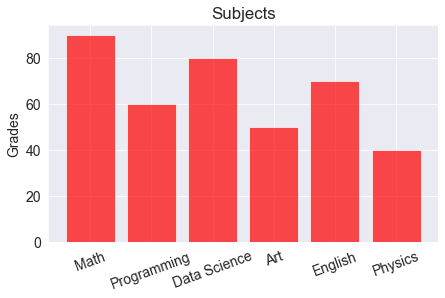 Subjects
Grades
80
60
40
20
0
Math
Programming
Data Science
Art
English
Physics